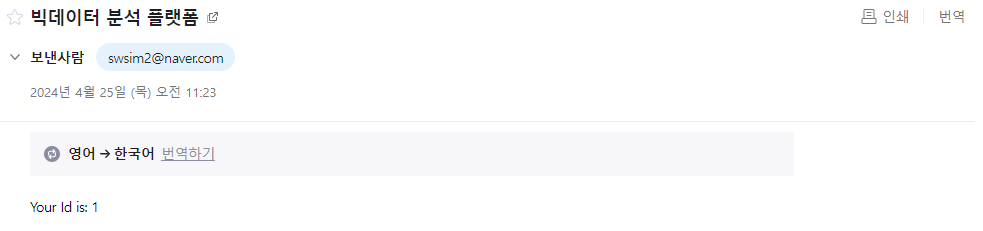 빅데이터 분석 플랫폼
인쇄 번역
보낸사람 swsim2@naver.com
2024년 4월 25일 (목) 오전 11:23
영어 → 한국어 번역하기
Your Id is: 1